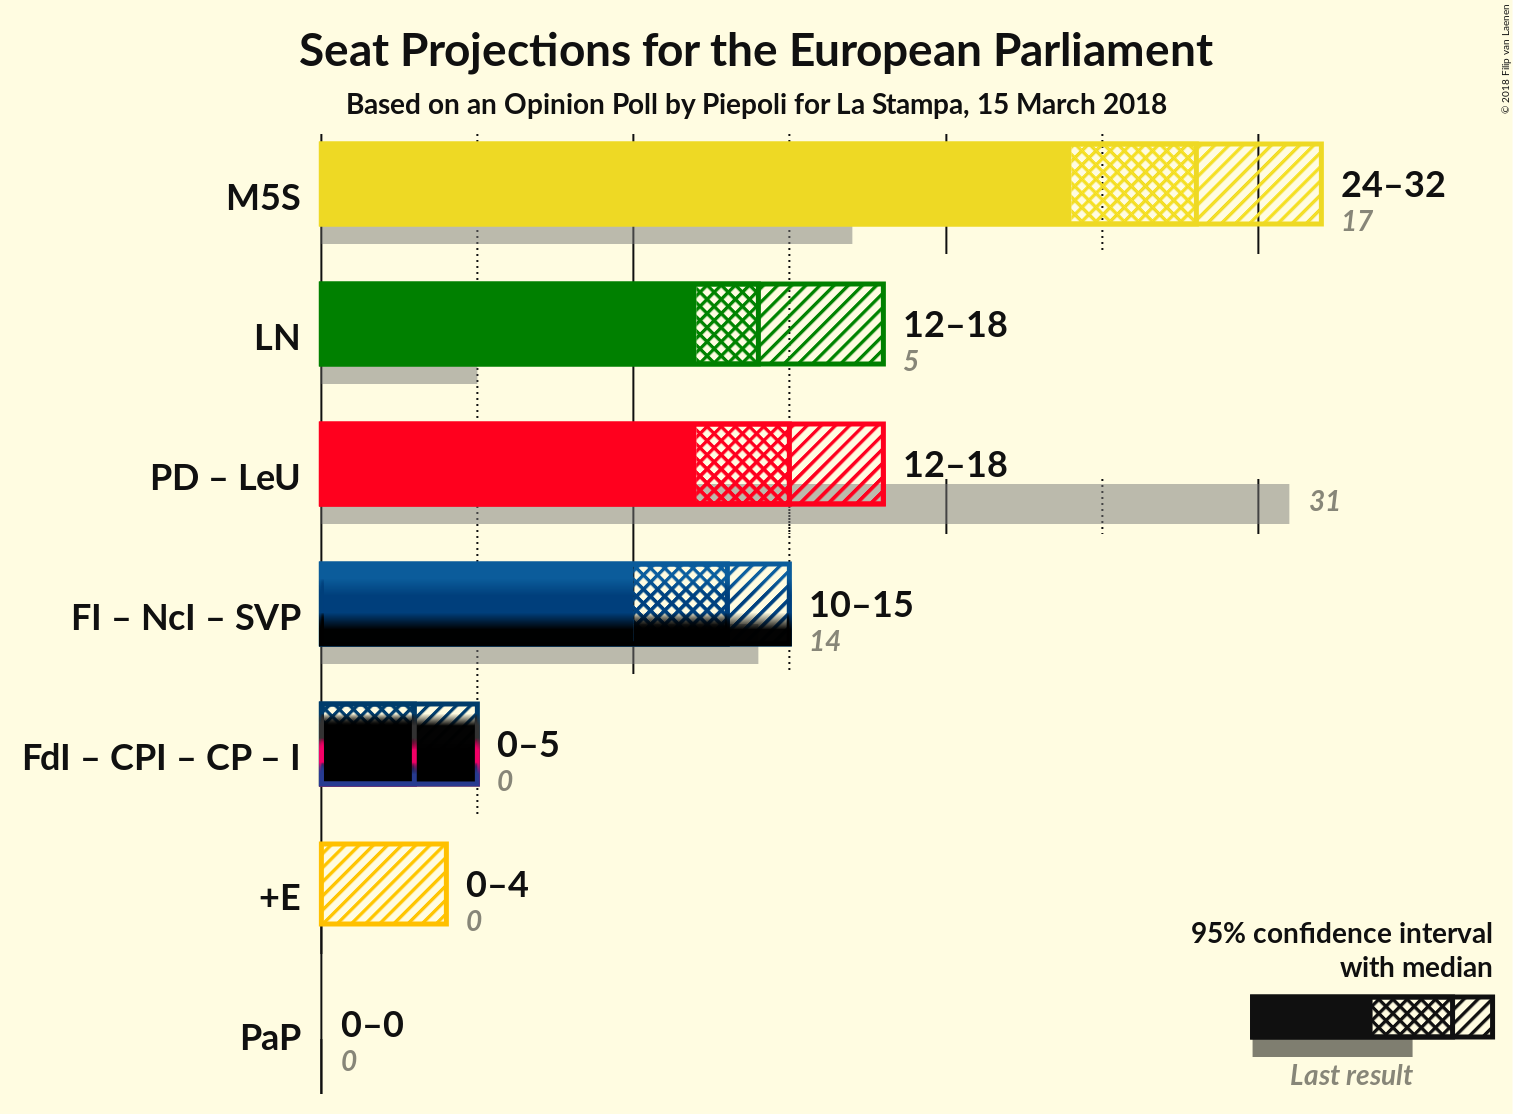 Seat Projections for the European Parliament
Based on an Opinion Poll by Piepoli for La Stampa, 15 March 2018
© 2018 Filip van Laenen
M5S
24–32
17
LN
12–18
5
PD – LeU
12–18
31
FI – NcI – SVP
10–15
14
FdI – CPI – CP – I
0–5
0
+E
0–4
0
PaP
0–0
0
95% confidence interval
with median
Last result